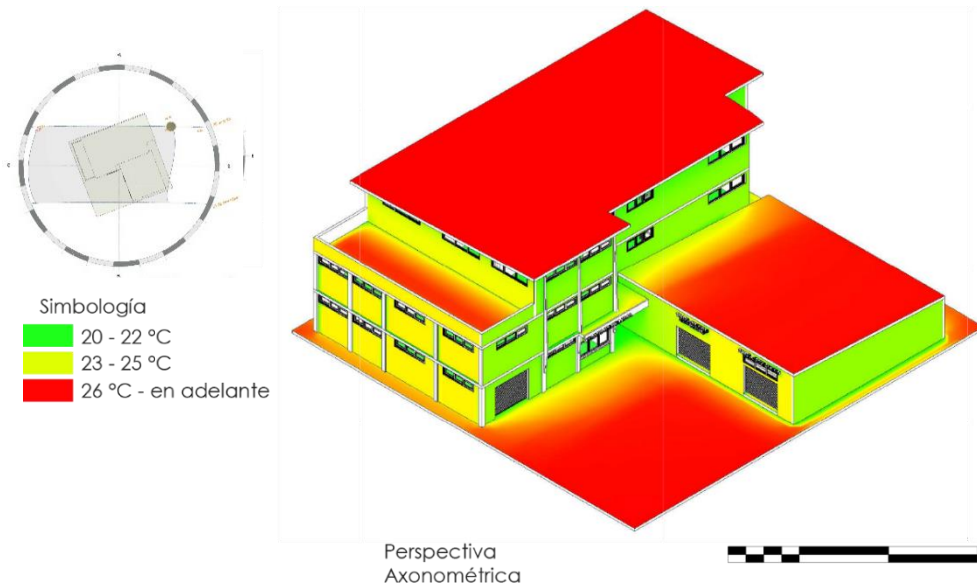 Simbología
20 - 22 °C
23 - 25 °C
26 °C - en adelante
Perspectiva
Axonométrica